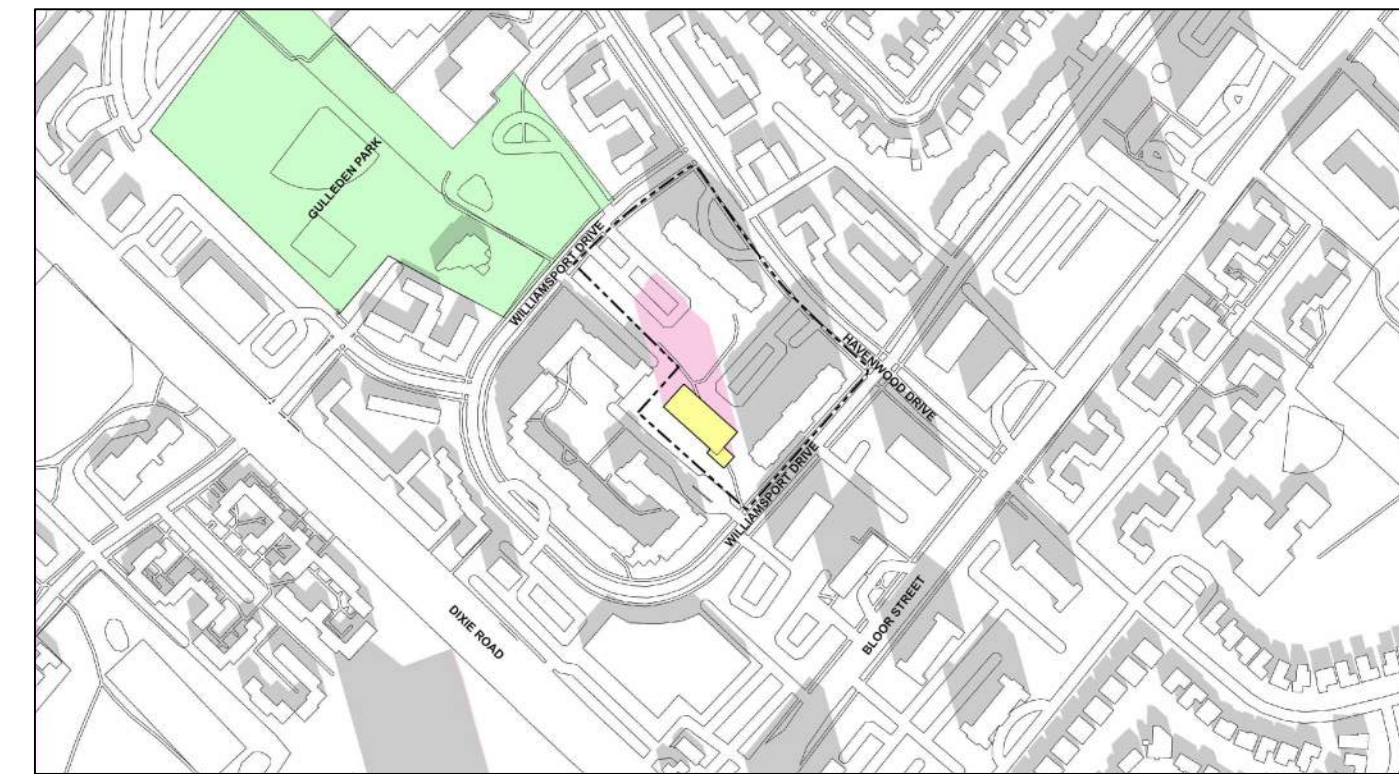 GULLEDEN PARK
WILLIAMSPORT DRIVE
HAVENWOOD DRIVE
WILLIAMSPORT DRIVE
DIXIE ROAD
BLOOR STREET